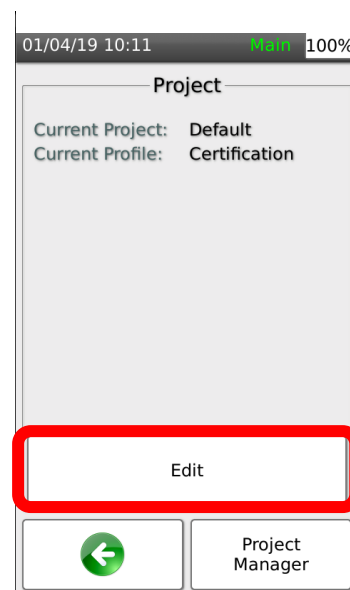 01/04/19 10:11 Main 100%
Project
Current Project: Default
Current Profile: Certification
Edit
Project
Manager